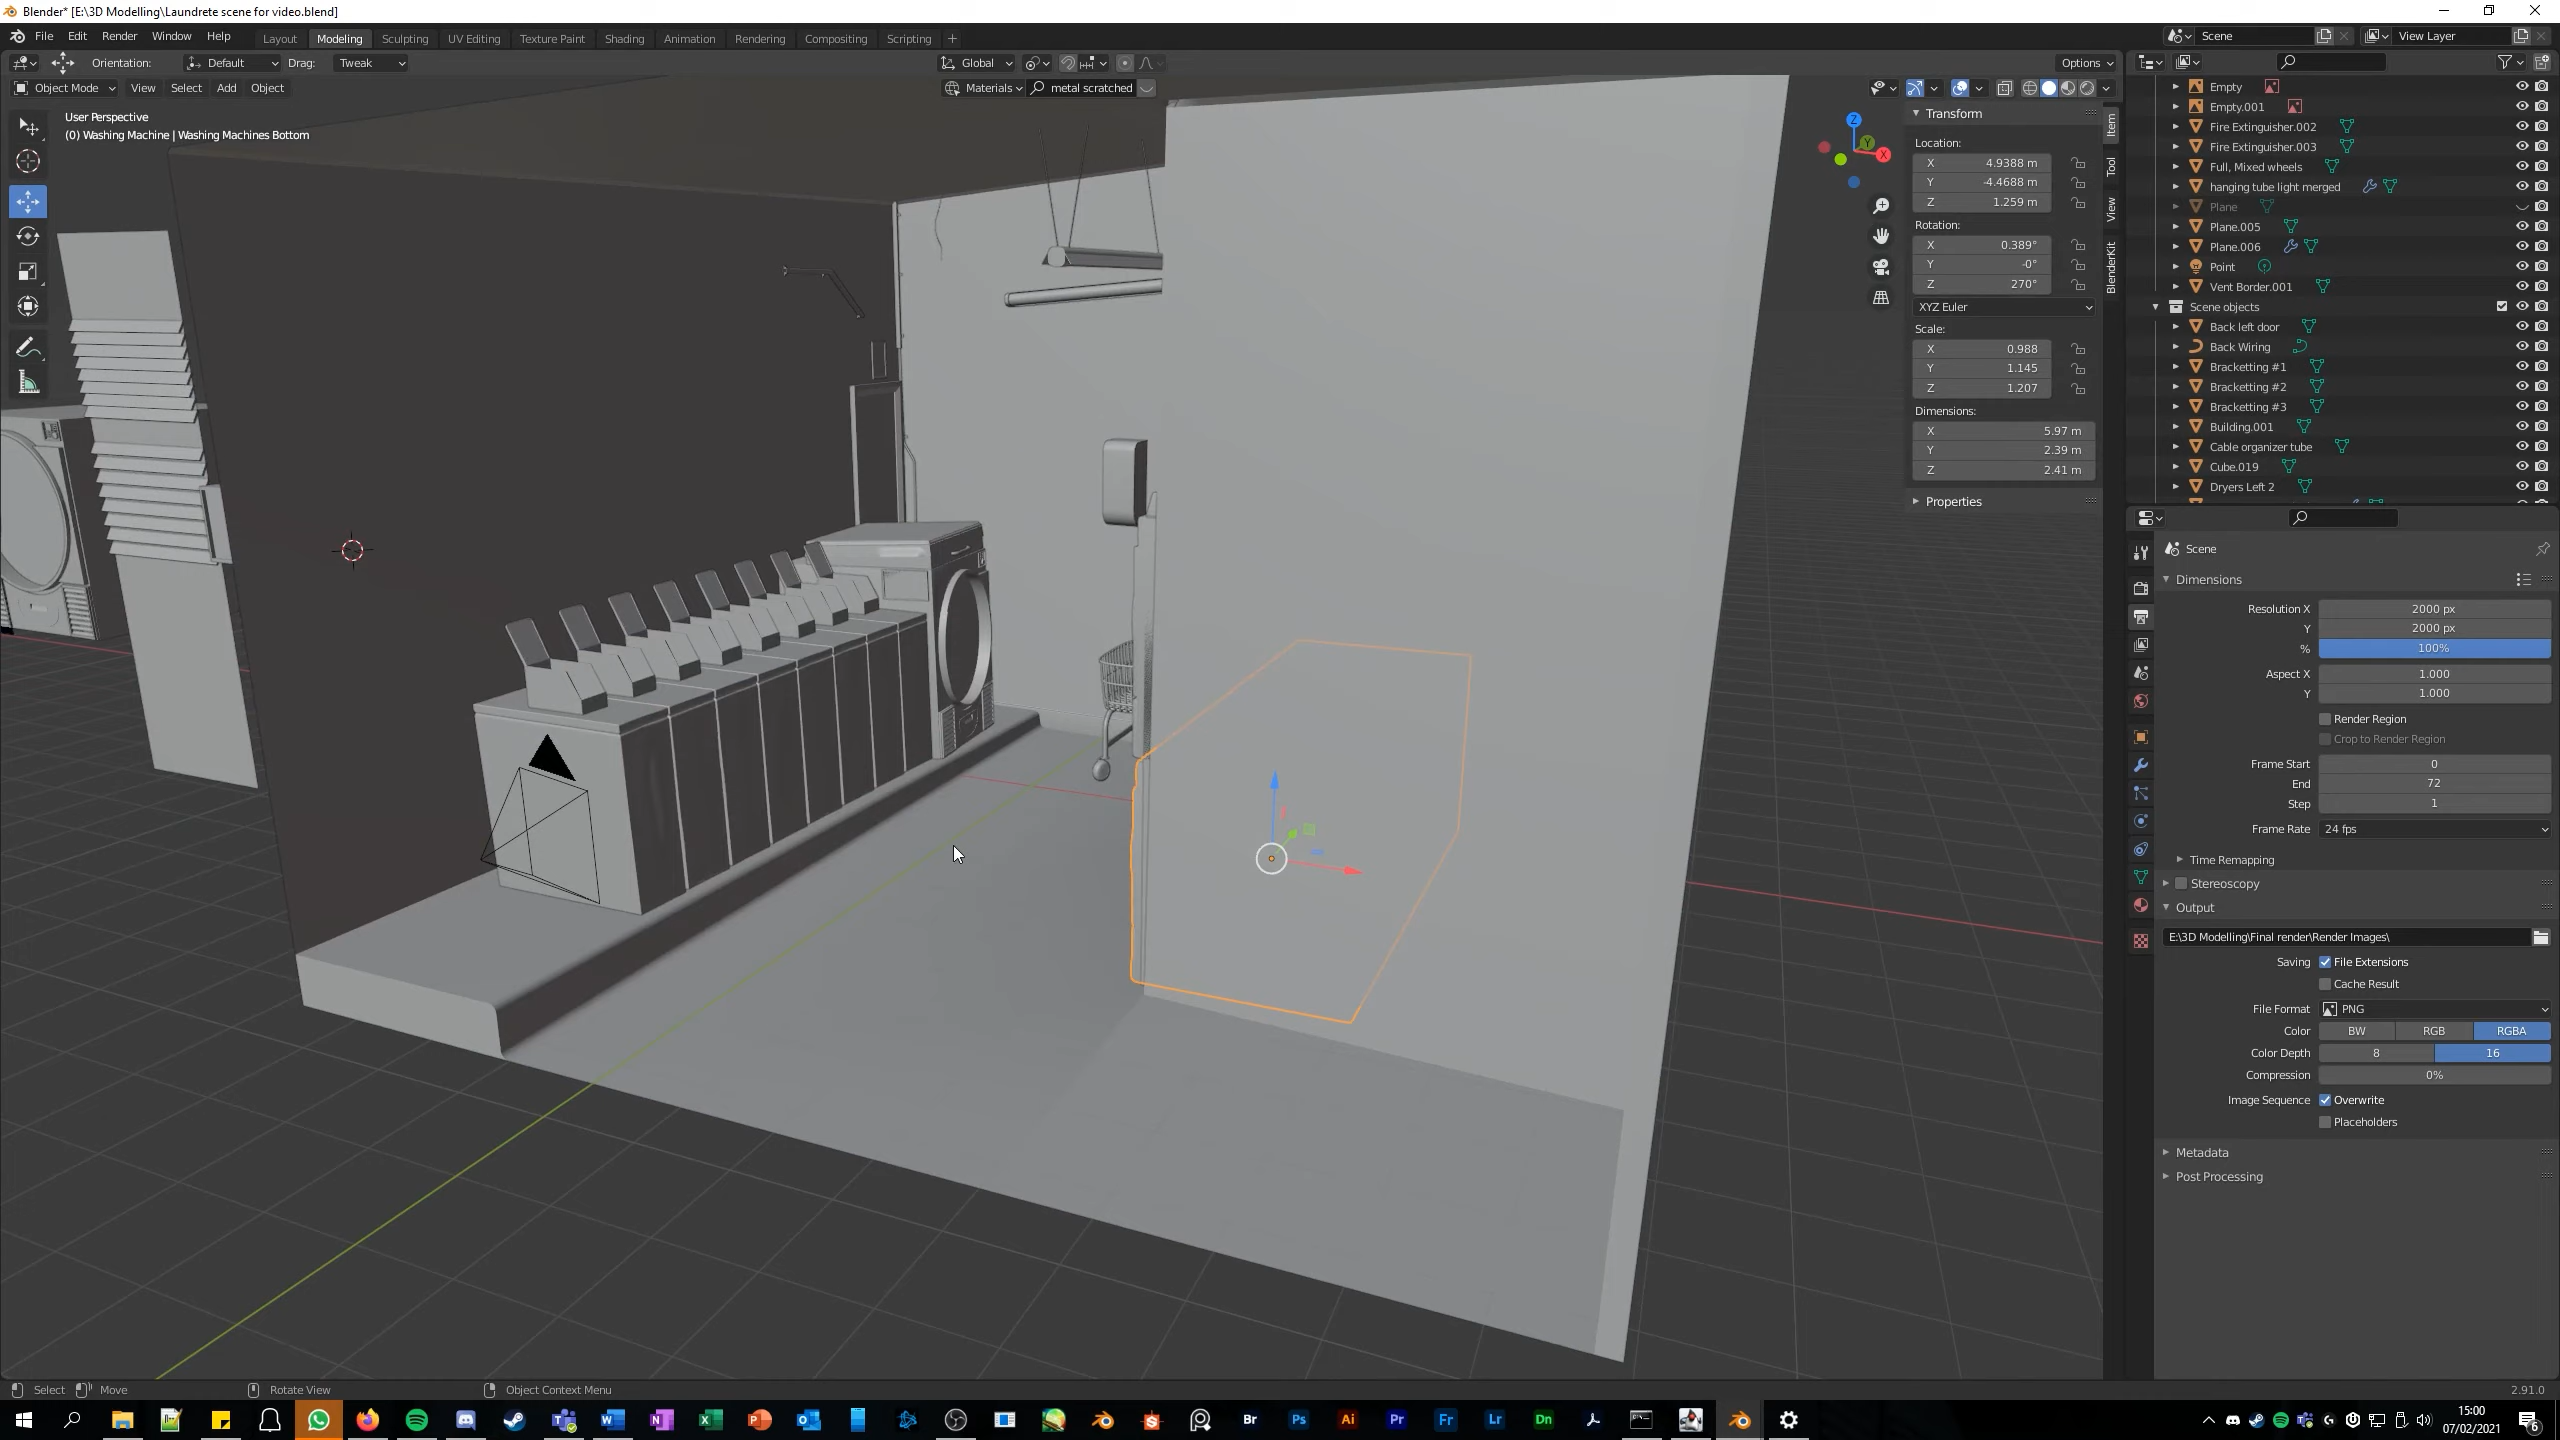 Blender* [E:\3D Modelling\Laundrete scene for video.blend]
File Edit Render Window Help
Layout Modeling Sculpting UV Editing Texture Paint Shading Animation Rendering Compositing Scripting +
Scene View Layer
Orientation: Default Drag: Tweak Global Options
Object Mode View Select Add Object Materials metal scratched
User Perspective
(0) Washing Machine | Washing Machines Bottom
Z
Y
X
Transform
Location:
X 4.9388 m
Y -4.4688 m
Z 1.259 m
Rotation:
X 0.389°
Y -0°
Z 270°
XYZ Euler
Scale:
X 0.988
Y 1.145
Z 1.207
Dimensions:
X 5.97 m
Y 2.39 m
Z 2.41 m
Properties
Item
Tool
View
BlenderKit
Empty
Empty.001
Fire Extinguisher.002
Fire Extinguisher.003
Full, Mixed wheels
hanging tube light merged
Plane
Plane.005
Plane.006
Point
Vent Border.001
Scene objects
Back left door
Back Wiring
Bracketting #1
Bracketting #2
Bracketting #3
Building.001
Cable organizer tube
Cube.019
Dryers Left 2
Scene
Dimensions
Resolution X 2000 px
Y 2000 px
% 100%
Aspect X 1.000
Y 1.000
Render Region
Crop to Render Region
Frame Start 0
End 72
Step 1
Frame Rate 24 fps
Time Remapping
Stereoscopy
Output
E:\3D Modelling\Final render\Render Images\
Saving File Extensions
Cache Result
File Format PNG
Color BW RGB RGBA
Color Depth 8 16
Compression 0%
Image Sequence Overwrite
Placeholders
Metadata
Post Processing
Select Move Rotate View Object Context Menu 2.91.0
Br Ps Ai Pr Fr Lr Dn
15:00
07/02/2021
6